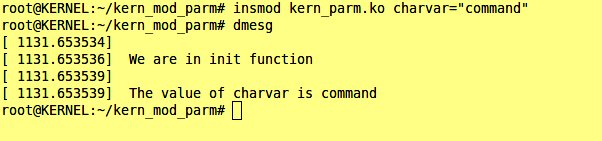 root@KERNEL:~/kern_mod_parm# insmod kern_parm.ko charvar="command"
root@KERNEL:~/kern_mod_parm# dmesg
[ 1131.653534]
[ 1131.653536]  We are in init function
[ 1131.653539]
[ 1131.653539]  The value of charvar is command
root@KERNEL:~/kern_mod_parm#